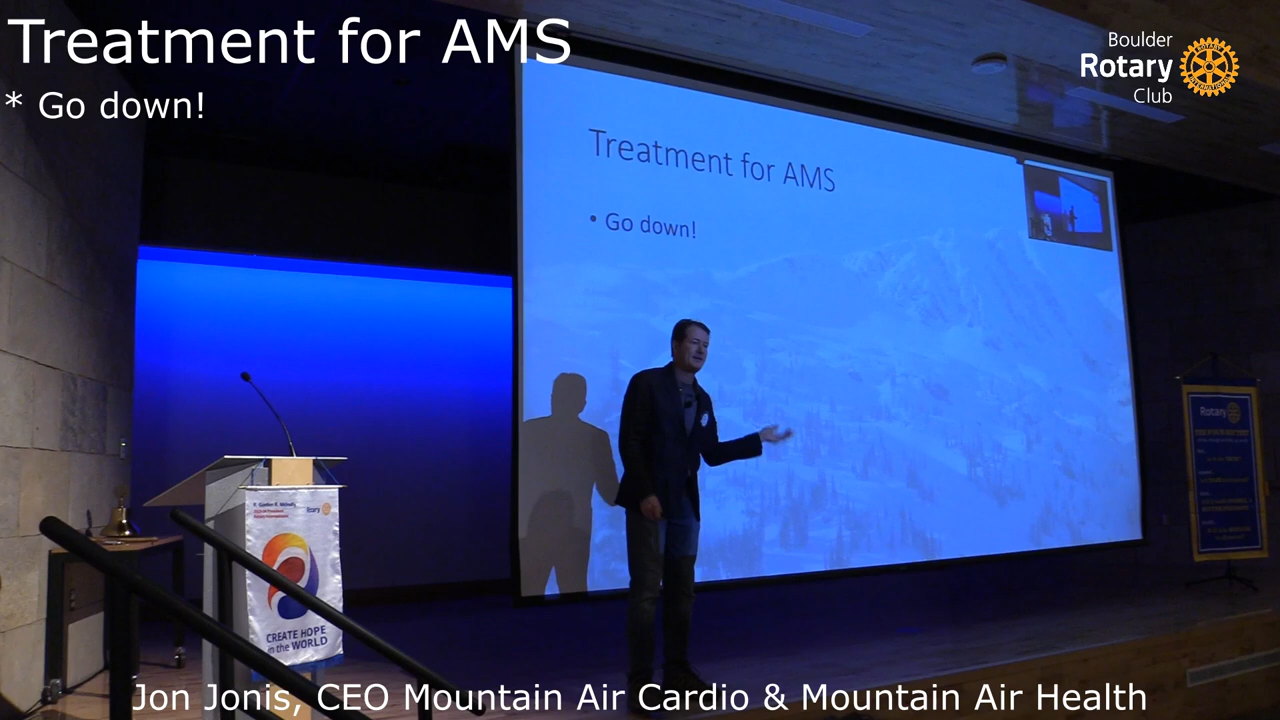 Treatment for AMS
* Go down!
Boulder
Rotary
Club
Treatment for AMS
• Go down!
Rotary
Rotary
CREATE HOPE
in the WORLD
Jon Jonis, CEO Mountain Air Cardio & Mountain Air Health